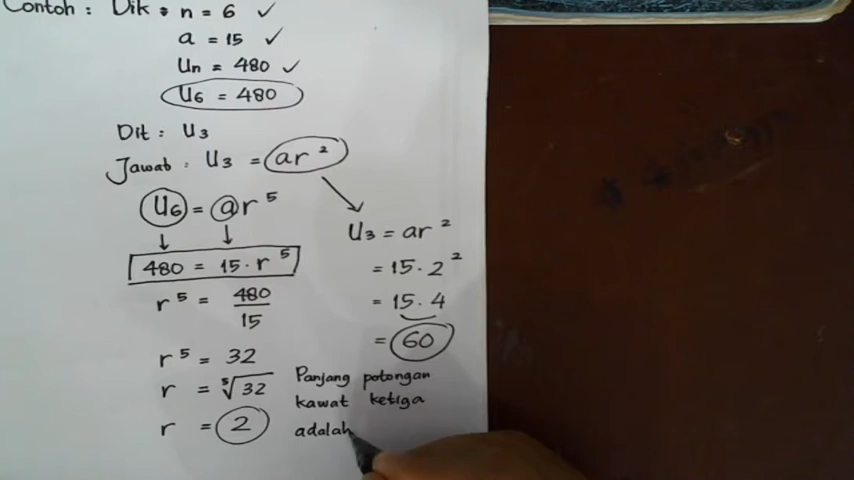 Contoh : Dik : n = 6 ✓
a = 15 ✓
Un = 480 ✓
U₆ = 480
Dit : U₃
Jawab : U₃ = ar²
U₆ = ar⁵
480 = 15 · r⁵
r⁵ = 480/15
r⁵ = 32
r = ⁵√32
r = 2
U₃ = ar²
= 15 · 2²
= 15 · 4
= 60
Panjang potongan
kawat ketiga
adalah